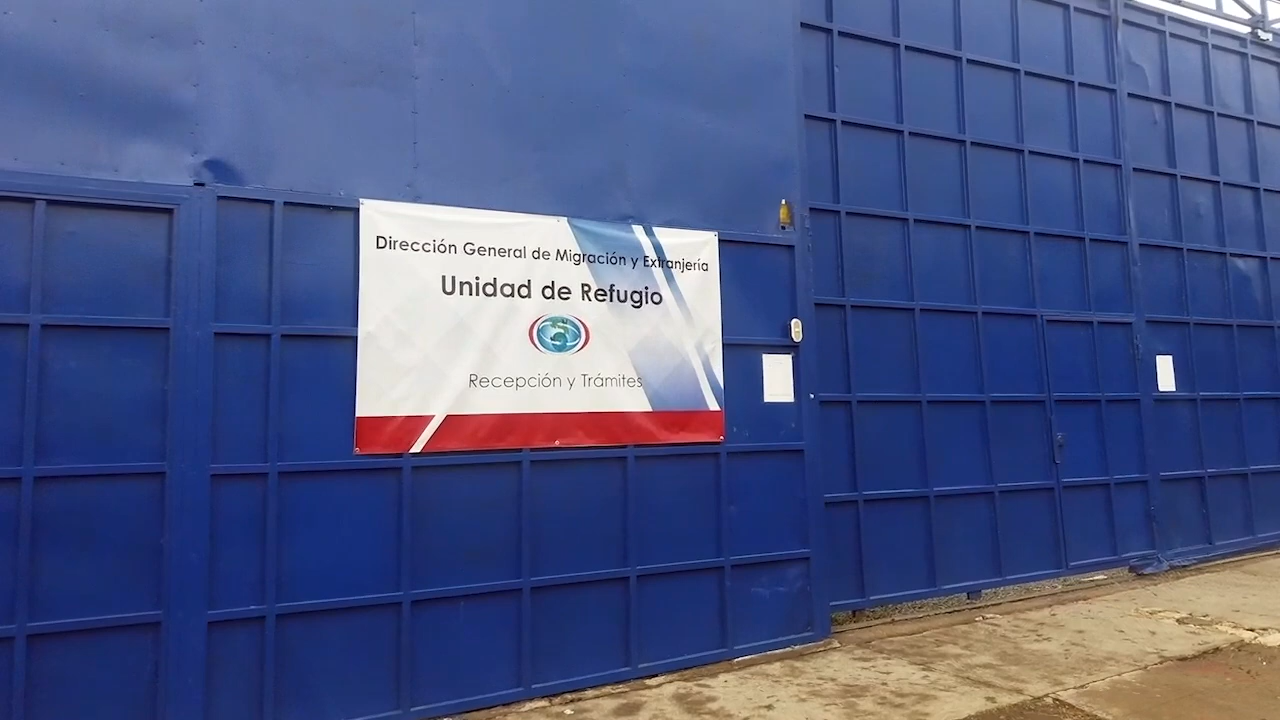 Dirección General de Migración y Extranjería
Unidad de Refugio
Recepción y Trámites